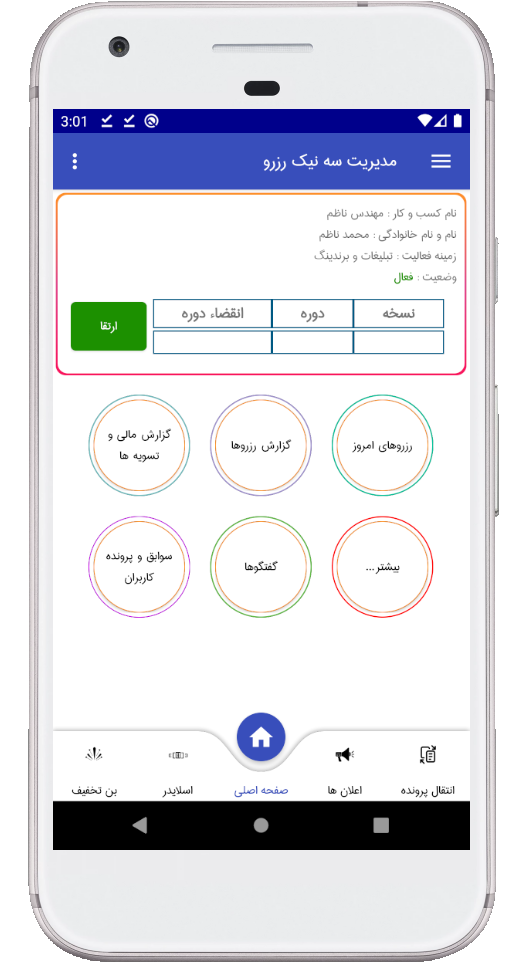 3:01
مدیریت سه نیک رزرو
نام کسب و کار : مهندس ناظم
نام و نام خانوادگی : محمد ناظم
زمینه فعالیت : تبلیغات و برندینگ
وضعیت : فعال
نسخه دوره انقضاء دوره
ارتقا
رزروهای امروز
گزارش رزروها
گزارش مالی و
تسویه ها
بیشتر...
گفتگوها
سوابق و پرونده
کاربران
انتقال پرونده
اعلان ها
صفحه اصلی
اسلایدر
بن تخفیف